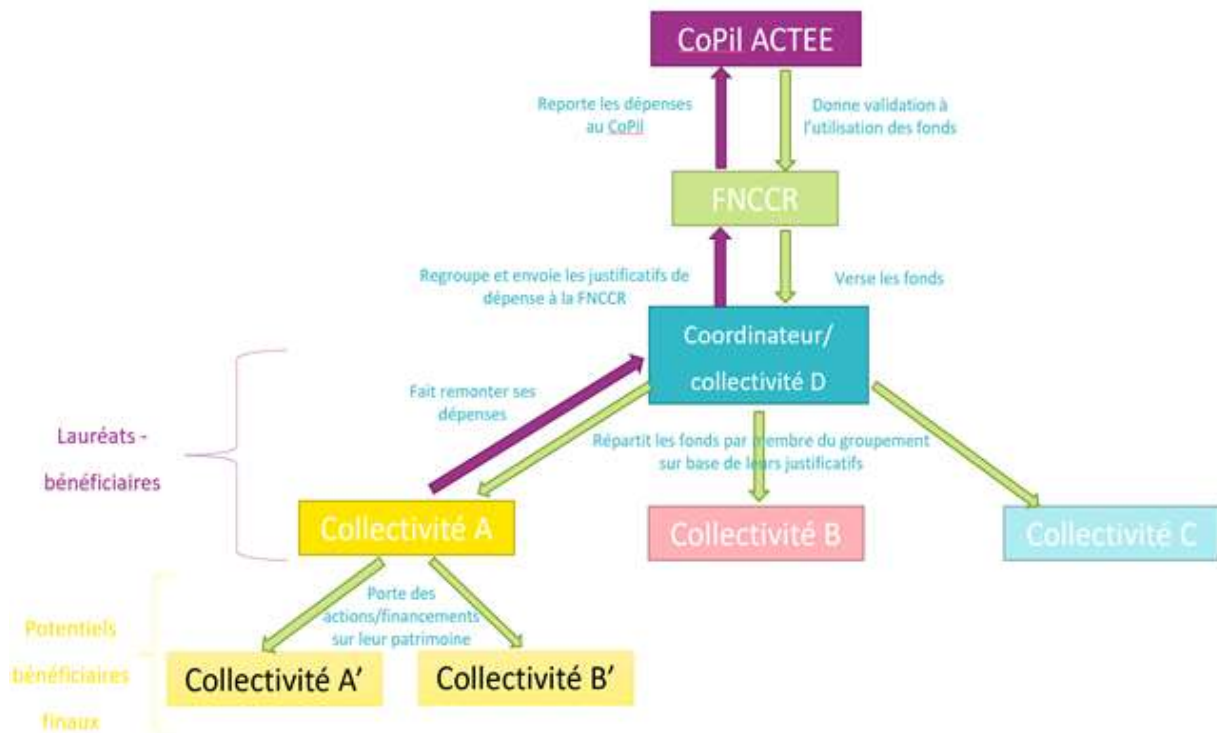 CoPil ACTEE
Reporte les dépenses
au CoPil
Donne validation à
l'utilisation des fonds
FNCCR
Regroupe et envoie les justificatifs de
dépense à la FNCCR
Verse les fonds
Coordinateur/
collectivité D
Fait remonter ses
dépenses
Répartit les fonds par membre du groupement
sur base de leurs justificatifs
Lauréats -
bénéficiaires
Collectivité A
Collectivité B
Collectivité C
Porte des
actions/financements
sur leur patrimoine
Potentiels
bénéficiaires
finaux
Collectivité A'
Collectivité B'